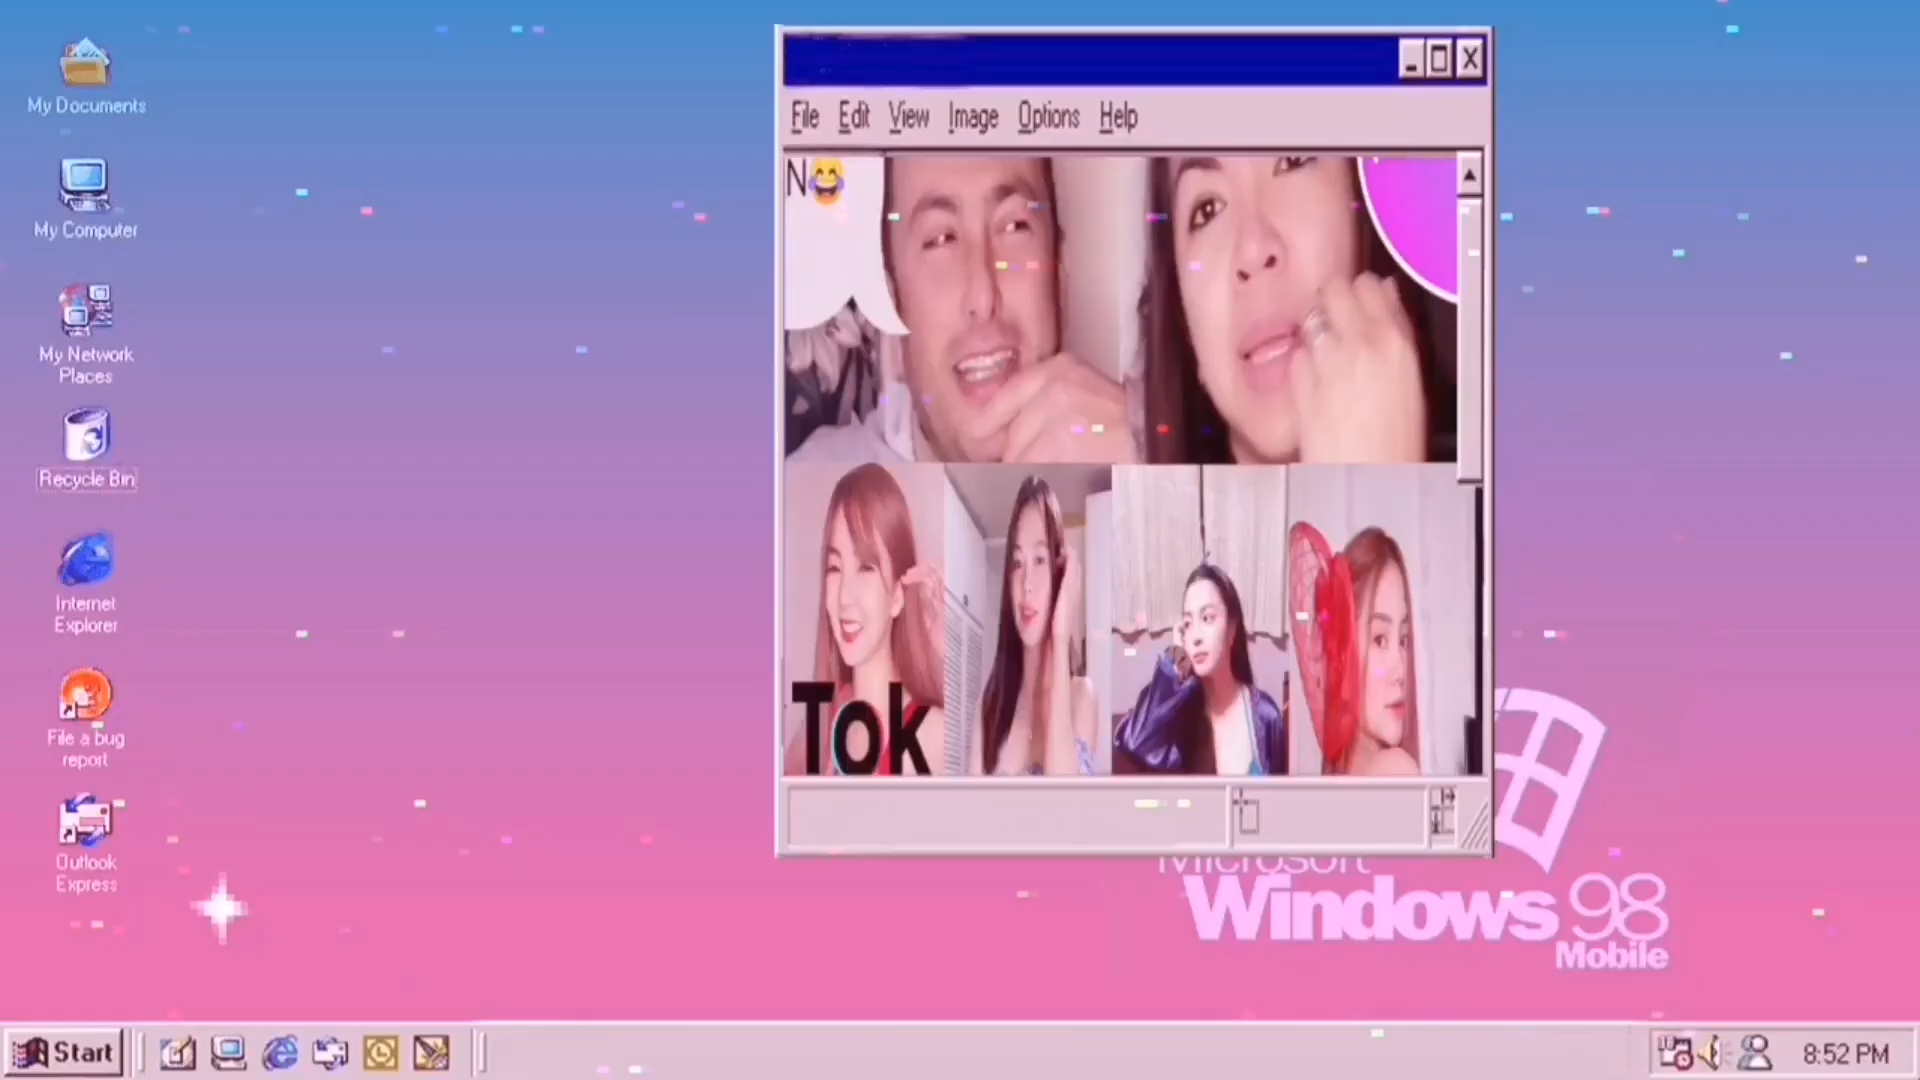 My Documents
My Computer
My Network
Places
Recycle Bin
Internet
Explorer
File a bug
report
Outlook
Express
File Edit View Image Options Help
N😂
Tok
Microsoft
Windows 98
Mobile
Start
8:52 PM